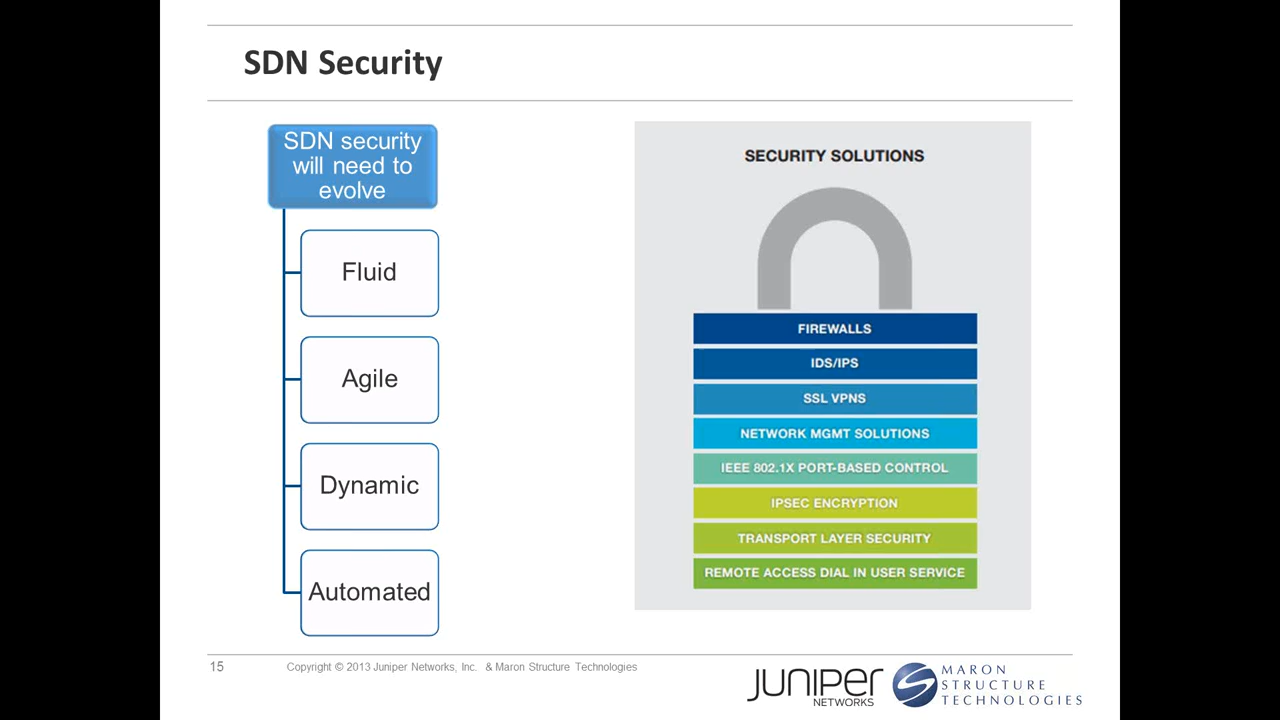 SDN Security
SDN security
will need to
evolve
Fluid
Agile
Dynamic
Automated
SECURITY SOLUTIONS
FIREWALLS
IDS/IPS
SSL VPNS
NETWORK MGMT SOLUTIONS
IEEE 802.1X PORT-BASED CONTROL
IPSEC ENCRYPTION
TRANSPORT LAYER SECURITY
REMOTE ACCESS DIAL IN USER SERVICE
15
Copyright © 2013 Juniper Networks, Inc. & Maron Structure Technologies
JUNIPER
NETWORKS
MARON
STRUCTURE
TECHNOLOGIES